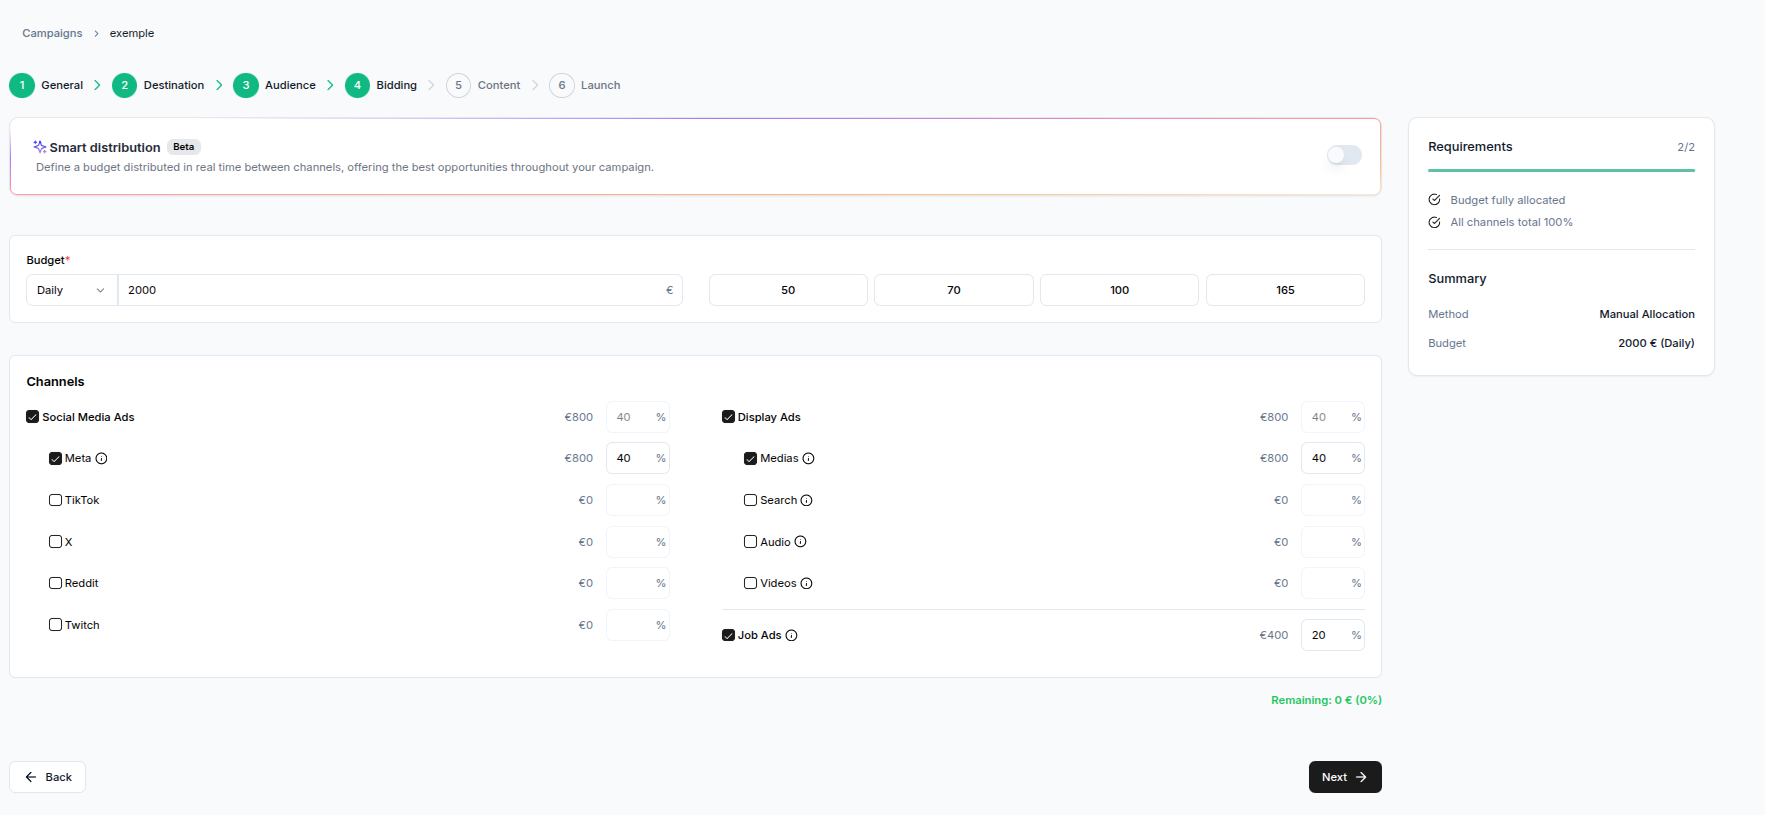 Campaigns > exemple
1 General > 2 Destination > 3 Audience > 4 Bidding > 5 Content > 6 Launch
Smart distribution Beta
Define a budget distributed in real time between channels, offering the best opportunities throughout your campaign.
Budget*
Daily 2000 € 50 70 100 165
Channels
Social Media Ads €800 40 %
Meta €800 40 %
TikTok €0 %
X €0 %
Reddit €0 %
Twitch €0 %
Display Ads €800 40 %
Medias €800 40 %
Search €0 %
Audio €0 %
Videos €0 %
Job Ads €400 20 %
Remaining: 0 € (0%)
Back
Next
Requirements 2/2
Budget fully allocated
All channels total 100%
Summary
Method Manual Allocation
Budget 2000 € (Daily)